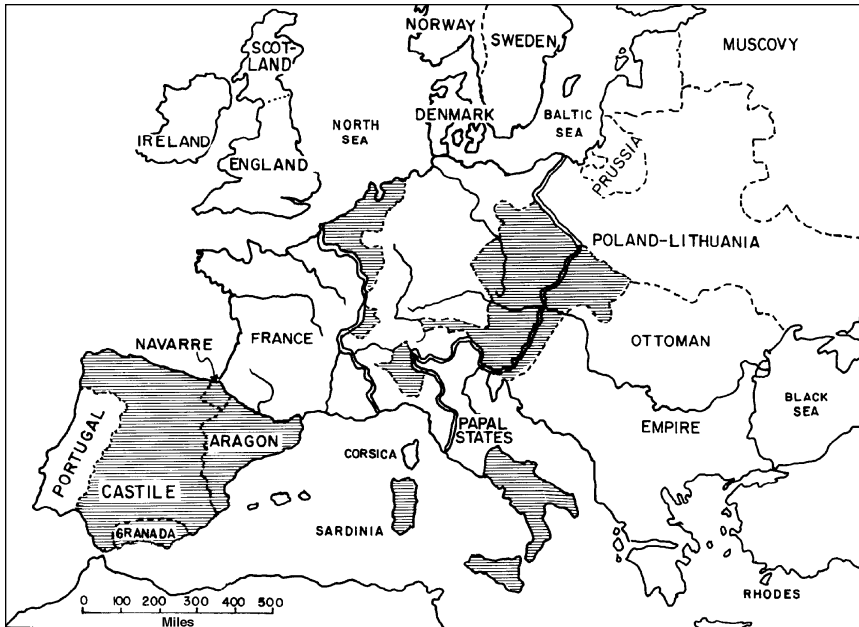 NORWAY
SWEDEN
MUSCOVY
SCOT-
LAND
DENMARK
BALTIC
SEA
NORTH
SEA
IRELAND
ENGLAND
PRUSSIA
POLAND-LITHUANIA
NAVARRE
FRANCE
OTTOMAN
BLACK
SEA
EMPIRE
PAPAL
STATES
PORTUGAL
ARAGON
CORSICA
CASTILE
GRANADA
SARDINIA
RHODES
0 100 200 300 400 500
Miles